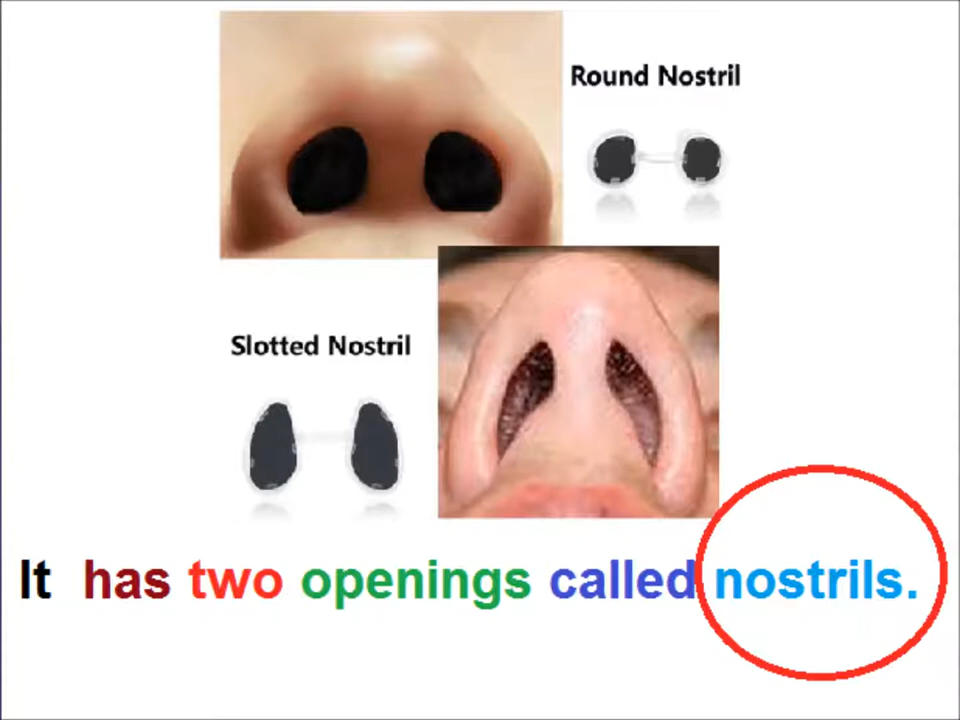 Round Nostril
Slotted Nostril
It has two openings called nostrils.